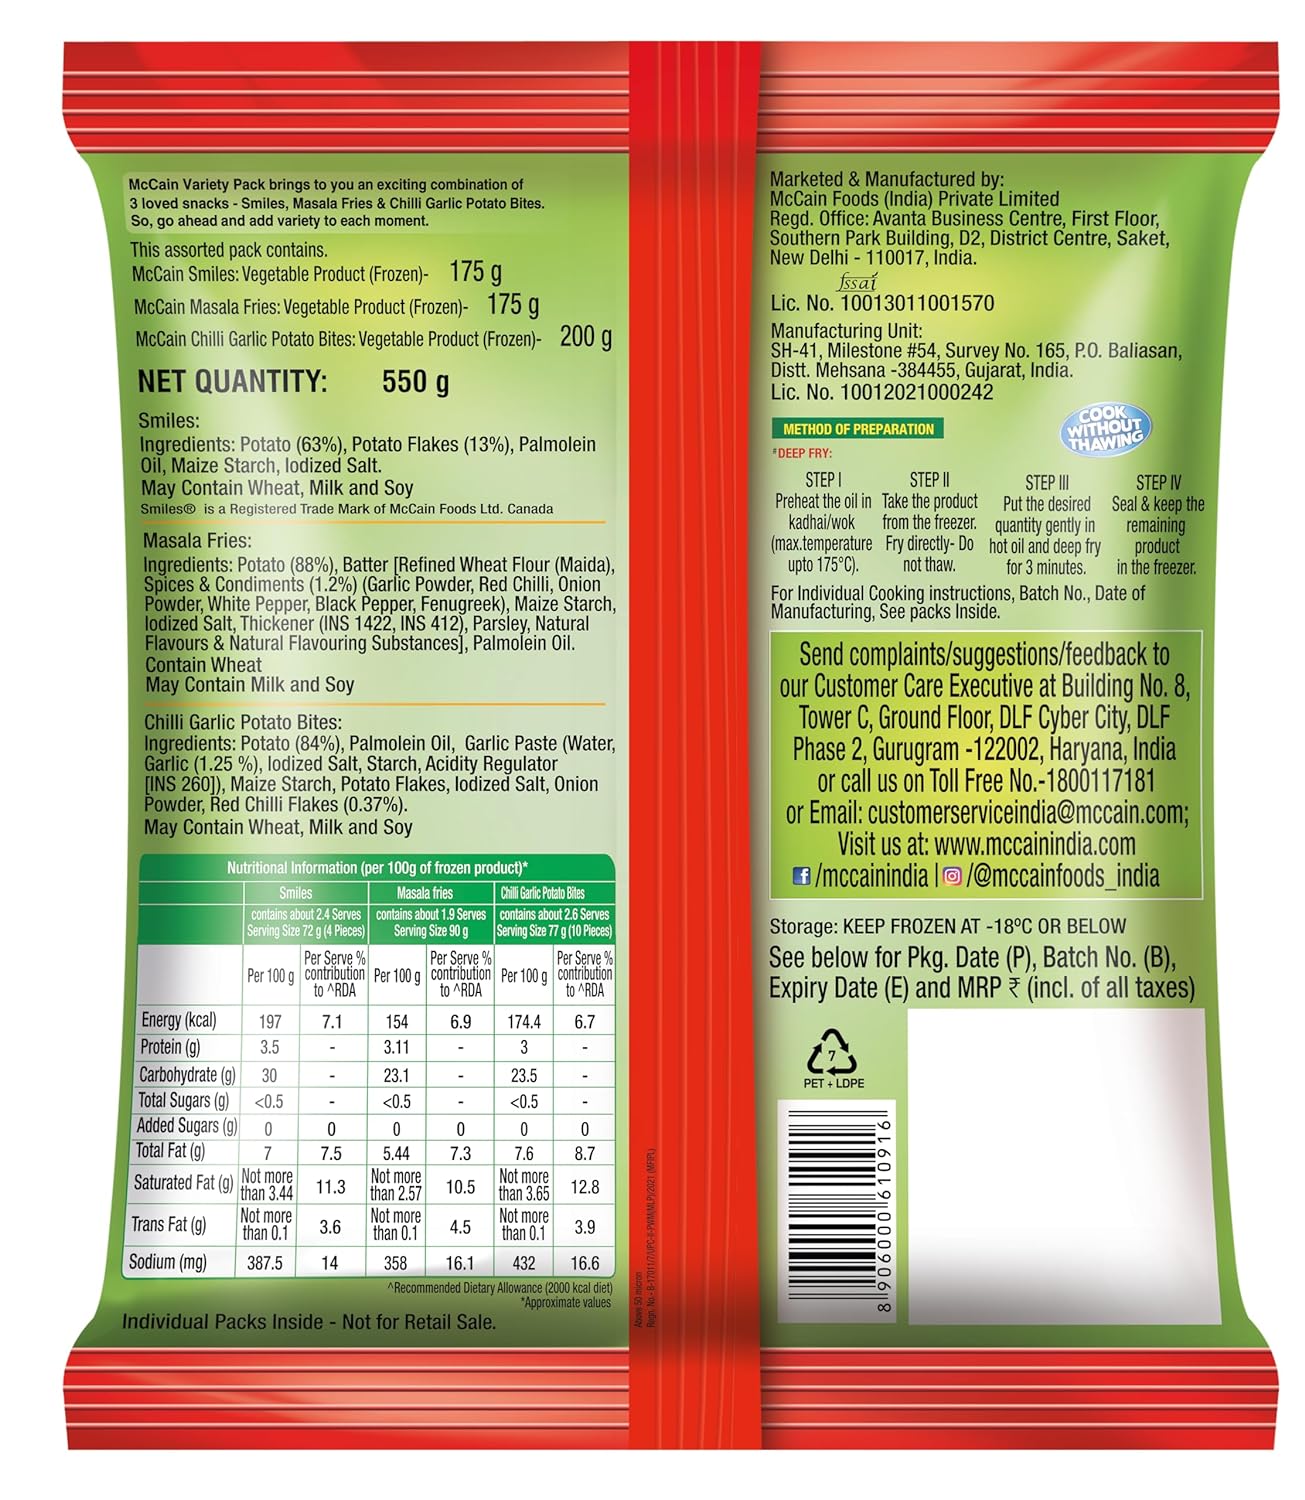 McCain Variety Pack brings to you an exciting combination of
3 loved snacks - Smiles, Masala Fries & Chilli Garlic Potato Bites.
So, go ahead and add variety to each moment.
This assorted pack contains.
McCain Smiles: Vegetable Product (Frozen)- 175 g
McCain Masala Fries: Vegetable Product (Frozen)- 175 g
McCain Chilli Garlic Potato Bites: Vegetable Product (Frozen)- 200 g
NET QUANTITY: 550 g
Smiles:
Ingredients: Potato (63%), Potato Flakes (13%), Palmolein
Oil, Maize Starch, Iodized Salt.
May Contain Wheat, Milk and Soy
Smiles® is a Registered Trade Mark of McCain Foods Ltd. Canada
Masala Fries:
Ingredients: Potato (88%), Batter [Refined Wheat Flour (Maida),
Spices & Condiments (1.2%) (Garlic Powder, Red Chilli, Onion
Powder, White Pepper, Black Pepper, Fenugreek), Maize Starch,
Iodized Salt, Thickener (INS 1422, INS 412), Parsley, Natural
Flavours & Natural Flavouring Substances], Palmolein Oil.
Contain Wheat
May Contain Milk and Soy
Chilli Garlic Potato Bites:
Ingredients: Potato (84%), Palmolein Oil, Garlic Paste (Water,
Garlic (1.25 %), Iodized Salt, Starch, Acidity Regulator
[INS 260]), Maize Starch, Potato Flakes, Iodized Salt, Onion
Powder, Red Chilli Flakes (0.37%).
May Contain Wheat, Milk and Soy
Nutritional Information (per 100g of frozen product)*
Smiles Masala fries Chilli Garlic Potato Bites
contains about 2.4 Serves contains about 1.9 Serves contains about 2.6 Serves
Serving Size 72 g (4 Pieces) Serving Size 90 g Serving Size 77 g (10 Pieces)
Per 100 g Per Serve % contribution to ^RDA Per 100 g Per Serve % contribution to ^RDA Per 100 g Per Serve % contribution to ^RDA
Energy (kcal) 197 7.1 154 6.9 174.4 6.7
Protein (g) 3.5 - 3.11 - 3 -
Carbohydrate (g) 30 - 23.1 - 23.5 -
Total Sugars (g) <0.5 - <0.5 - <0.5 -
Added Sugars (g) 0 0 0 0 0 0
Total Fat (g) 7 7.5 5.44 7.3 7.6 8.7
Saturated Fat (g) Not more than 3.44 11.3 Not more than 2.57 10.5 Not more than 3.65 12.8
Trans Fat (g) Not more than 0.1 3.6 Not more than 0.1 4.5 Not more than 0.1 3.9
Sodium (mg) 387.5 14 358 16.1 432 16.6
^Recommended Dietary Allowance (2000 kcal diet)
*Approximate values
Individual Packs Inside - Not for Retail Sale.
Above 50 micron
Marketed & Manufactured by:
McCain Foods (India) Private Limited
Regd. Office: Avanta Business Centre, First Floor,
Southern Park Building, D2, District Centre, Saket,
New Delhi - 110017, India.
fssai
Lic. No. 10013011001570
Manufacturing Unit:
SH-41, Milestone #54, Survey No. 165, P.O. Baliasan,
Distt. Mehsana -384455, Gujarat, India.
Lic. No. 10012021000242
METHOD OF PREPARATION
COOK
WITHOUT
THAWING
#DEEP FRY:
STEP I
Preheat the oil in
kadhai/wok
(max.temperature
upto 175°C).
STEP II
Take the product
from the freezer.
Fry directly- Do
not thaw.
STEP III
Put the desired
quantity gently in
hot oil and deep fry
for 3 minutes.
STEP IV
Seal & keep the
remaining
product
in the freezer.
For Individual Cooking instructions, Batch No., Date of
Manufacturing, See packs Inside.
Send complaints/suggestions/feedback to
our Customer Care Executive at Building No. 8,
Tower C, Ground Floor, DLF Cyber City, DLF
Phase 2, Gurugram -122002, Haryana, India
or call us on Toll Free No.-1800117181
or Email: customerserviceindia@mccain.com;
Visit us at: www.mccainindia.com
f /mccainindia | /@mccainfoods_india
Storage: KEEP FROZEN AT -18ºC OR BELOW
See below for Pkg. Date (P), Batch No. (B),
Expiry Date (E) and MRP ₹ (incl. of all taxes)
7
PET + LDPE
8 906000 610916